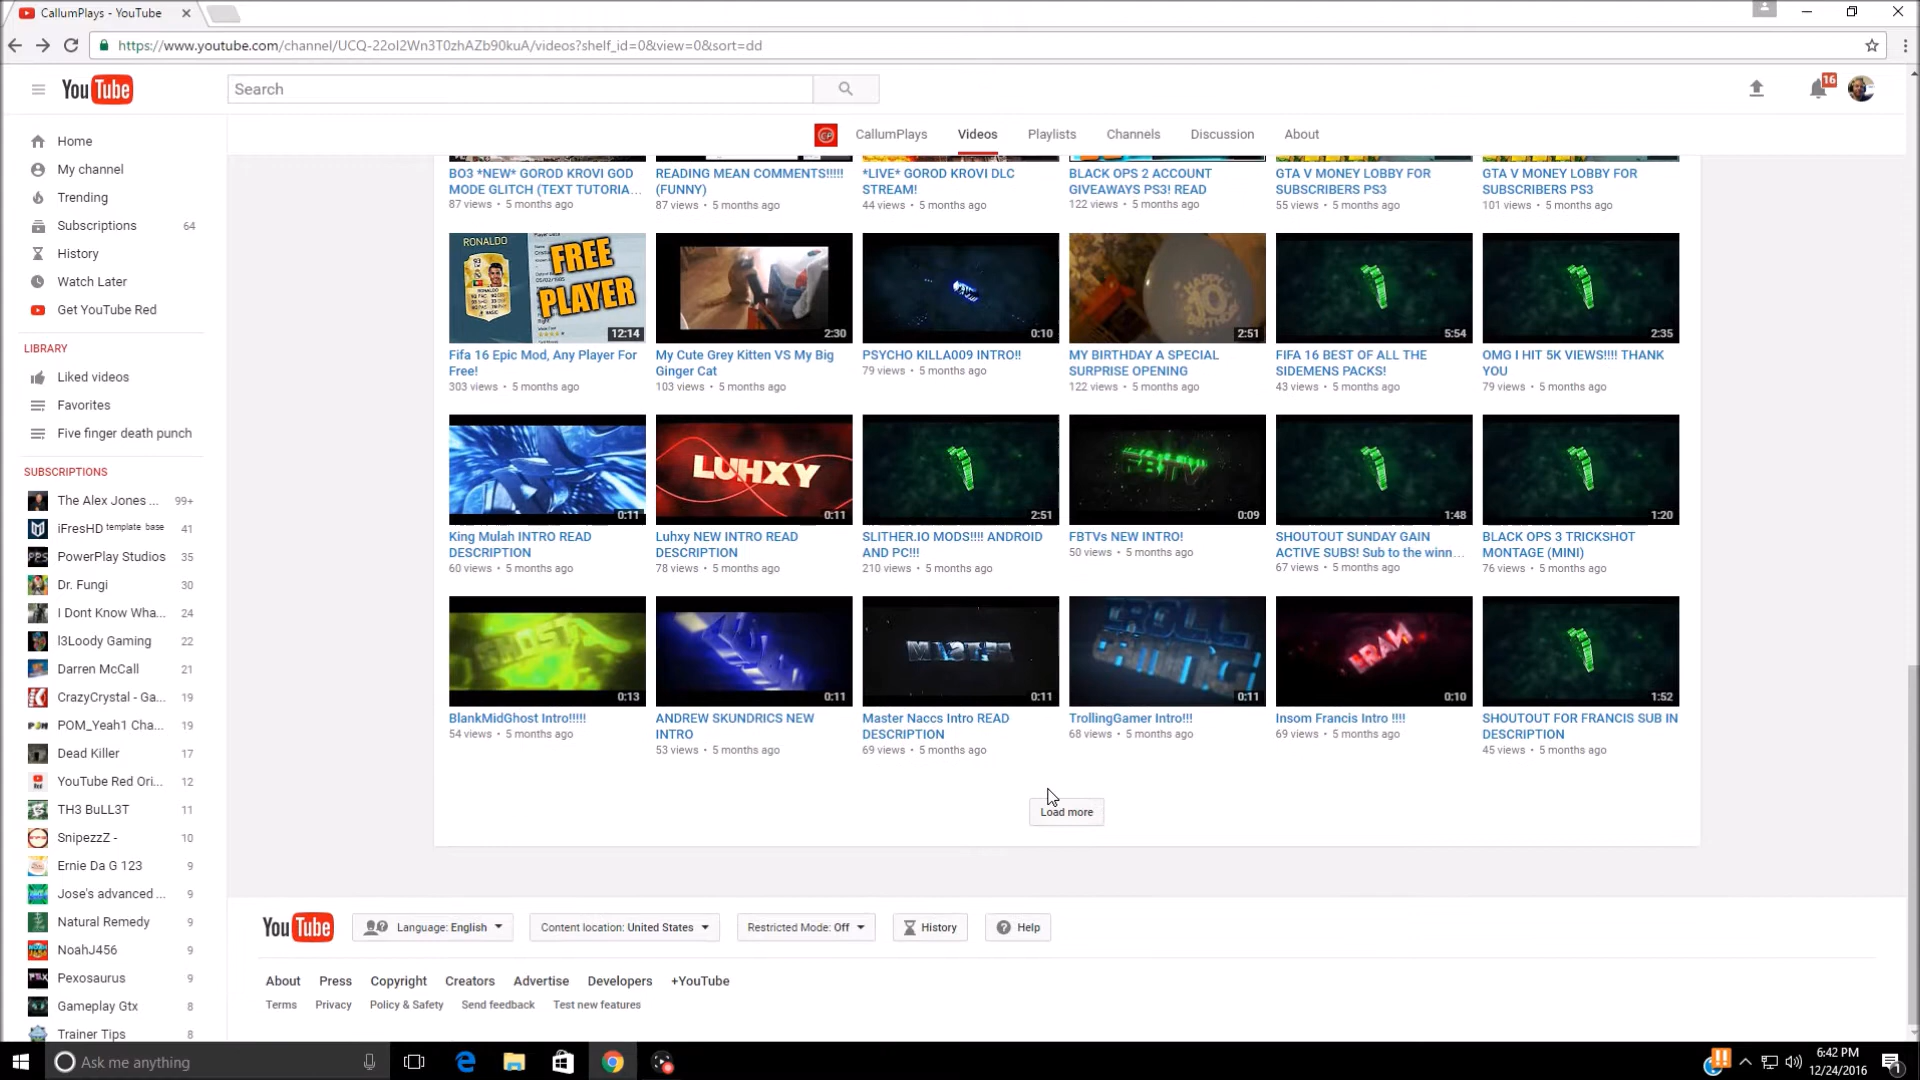 CallumPlays - YouTube
https://www.youtube.com/channel/UCQ-22oI2Wn3T0zhAZb90kuA/videos?shelf_id=0&view=0&sort=dd
YouTube
Search
16
CallumPlays Videos Playlists Channels Discussion About
Home
My channel
Trending
Subscriptions 64
History
Watch Later
Get YouTube Red
LIBRARY
Liked videos
Favorites
Five finger death punch
SUBSCRIPTIONS
The Alex Jones ... 99+
iFresHD template base 41
PowerPlay Studios 35
Dr. Fungi 30
I Dont Know Wha... 24
l3Loody Gaming 22
Darren McCall 21
CrazyCrystal - Ga... 19
POM_Yeah1 Cha... 19
Dead Killer 17
YouTube Red Ori... 12
TH3 BuLL3T 11
SnipezzZ - 10
Ernie Da G 123 9
Jose's advanced ... 9
Natural Remedy 9
NoahJ456 9
Pexosaurus 9
Gameplay Gtx 8
Trainer Tips 8
BO3 *NEW* GOROD KROVI GOD
MODE GLITCH (TEXT TUTORIA...
87 views • 5 months ago
READING MEAN COMMENTS!!!!!
(FUNNY)
87 views • 5 months ago
*LIVE* GOROD KROVI DLC
STREAM!
44 views • 5 months ago
BLACK OPS 2 ACCOUNT
GIVEAWAYS PS3! READ
122 views • 5 months ago
GTA V MONEY LOBBY FOR
SUBSCRIBERS PS3
55 views • 5 months ago
GTA V MONEY LOBBY FOR
SUBSCRIBERS PS3
101 views • 5 months ago
RONALDO
FREE
PLAYER
12:14
Fifa 16 Epic Mod, Any Player For
Free!
303 views • 5 months ago
2:30
My Cute Grey Kitten VS My Big
Ginger Cat
103 views • 5 months ago
0:10
PSYCHO KILLA009 INTRO!!
79 views • 5 months ago
2:51
MY BIRTHDAY A SPECIAL
SURPRISE OPENING
122 views • 5 months ago
5:54
FIFA 16 BEST OF ALL THE
SIDEMENS PACKS!
43 views • 5 months ago
2:35
OMG I HIT 5K VIEWS!!!! THANK
YOU
79 views • 5 months ago
0:11
King Mulah INTRO READ
DESCRIPTION
60 views • 5 months ago
LUHXY
0:11
Luhxy NEW INTRO READ
DESCRIPTION
78 views • 5 months ago
2:51
SLITHER.IO MODS!!!! ANDROID
AND PC!!!
210 views • 5 months ago
FBTV
0:09
FBTVs NEW INTRO!
50 views • 5 months ago
1:48
SHOUTOUT SUNDAY GAIN
ACTIVE SUBS! Sub to the winn...
67 views • 5 months ago
1:20
BLACK OPS 3 TRICKSHOT
MONTAGE (MINI)
76 views • 5 months ago
GHOST
0:13
BlankMidGhost Intro!!!!!
54 views • 5 months ago
0:11
ANDREW SKUNDRICS NEW
INTRO
53 views • 5 months ago
0:11
Master Naccs Intro READ
DESCRIPTION
69 views • 5 months ago
TROLL
GAMING
0:11
TrollingGamer Intro!!!
68 views • 5 months ago
0:10
Insom Francis Intro !!!!
69 views • 5 months ago
1:52
SHOUTOUT FOR FRANCIS SUB IN
DESCRIPTION
45 views • 5 months ago
Load more
YouTube Language: English Content location: United States Restricted Mode: Off History Help
About Press Copyright Creators Advertise Developers +YouTube
Terms Privacy Policy & Safety Send feedback Test new features
Ask me anything
6:42 PM
12/24/2016
1